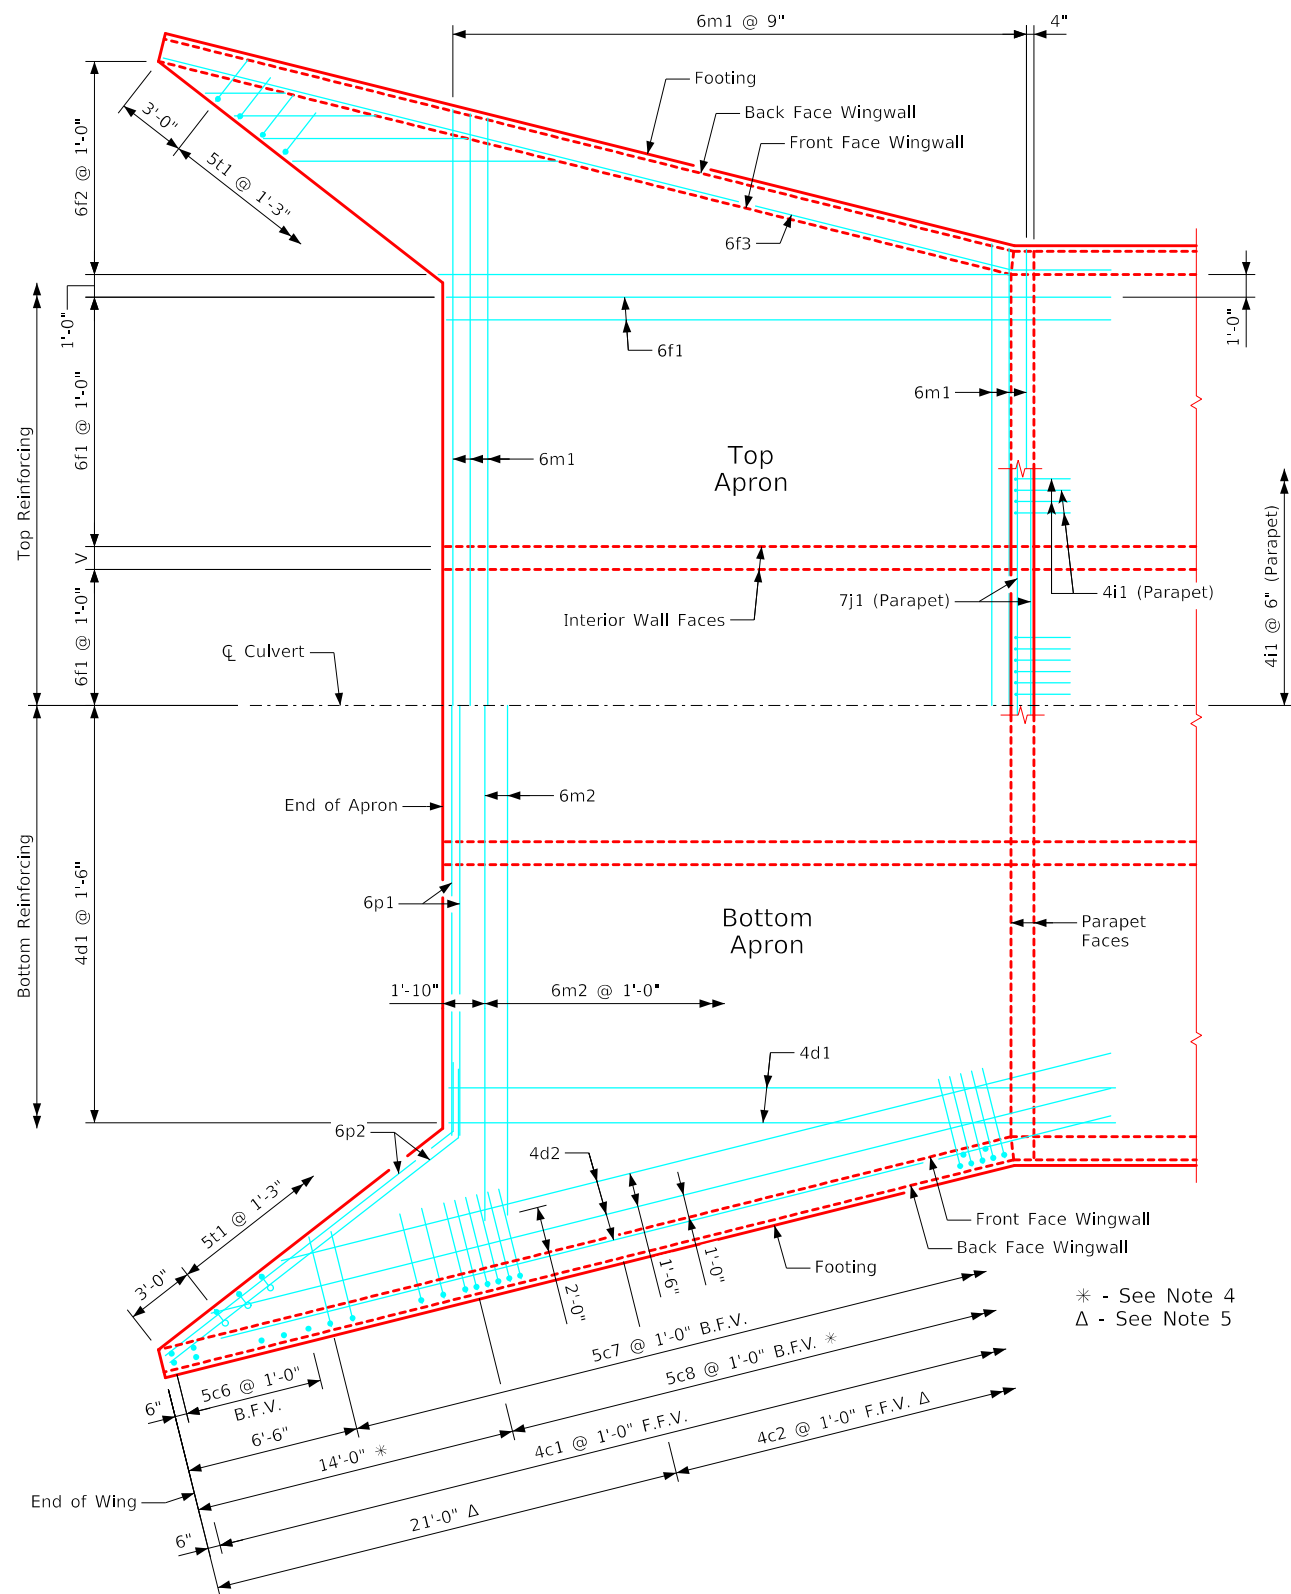 6m1 @ 9"
4"
Footing
Back Face Wingwall
Front Face Wingwall
3'-0"
5t1 @ 1'-3"
6f2 @ 1'-0"
6f3
1'-0"
1'-0"
6f1
6m1
6f1 @ 1'-0"
Top Reinforcing
6m1
Top
Apron
V
4i1 @ 6" (Parapet)
7j1 (Parapet)
4i1 (Parapet)
Interior Wall Faces
6f1 @ 1'-0"
℄ Culvert
End of Apron
6m2
Bottom Reinforcing
4d1 @ 1'-6"
6p1
Bottom
Apron
Parapet
Faces
1'-10"
6m2 @ 1'-0"
4d1
6p2
4d2
5t1 @ 1'-3"
3'-0"
Front Face Wingwall
Back Face Wingwall
Footing
1'-0"
1'-6"
2'-0"
✳ - See Note 4
Δ - See Note 5
5c6 @ 1'-0"
B.F.V.
6"
5c7 @ 1'-0" B.F.V.
6'-6"
5c8 @ 1'-0" B.F.V. ✳
14'-0" ✳
4c1 @ 1'-0" F.F.V.
4c2 @ 1'-0" F.F.V. Δ
End of Wing
21'-0" Δ
6"